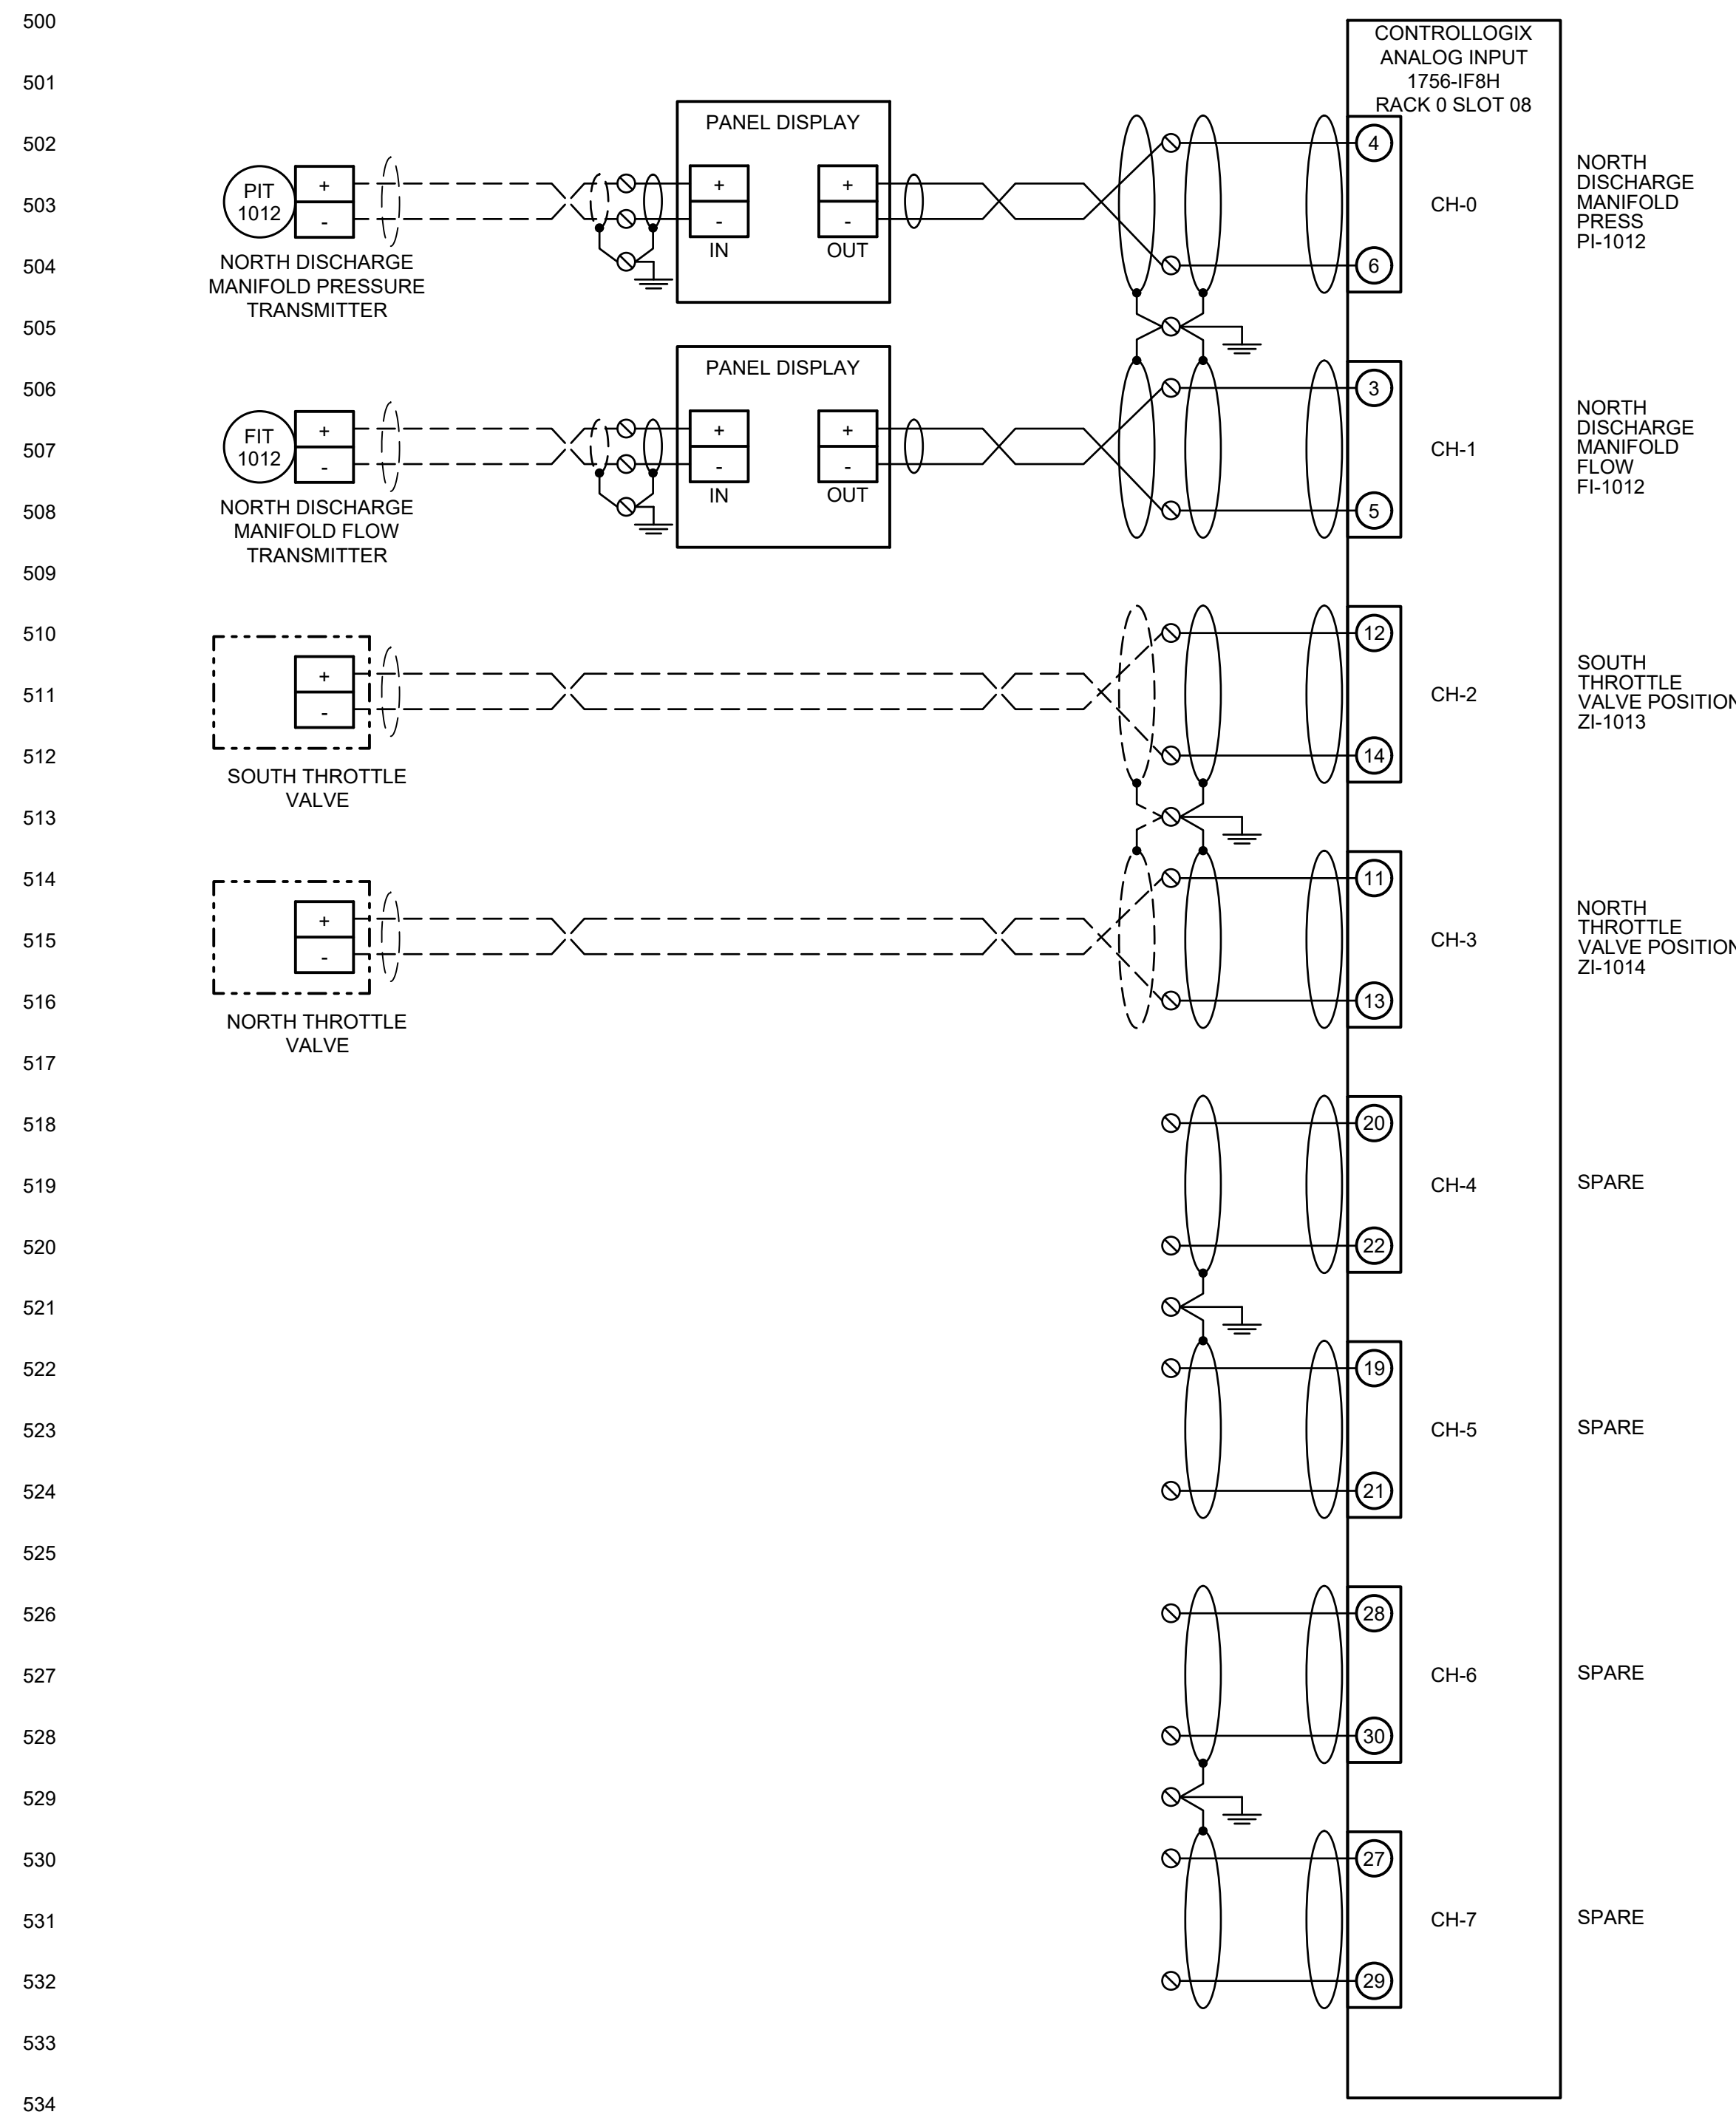 500
CONTROLLOGIX
ANALOG INPUT
1756-IF8H
RACK 0 SLOT 08
501
502
PANEL DISPLAY
4
NORTH
DISCHARGE
MANIFOLD
PRESS
PI-1012
503
PIT
1012
+
-
+
-
IN
+
-
OUT
CH-0
504
NORTH DISCHARGE
MANIFOLD PRESSURE
TRANSMITTER
6
505
506
PANEL DISPLAY
3
NORTH
DISCHARGE
MANIFOLD
FLOW
FI-1012
507
FIT
1012
+
-
+
-
IN
+
-
OUT
CH-1
508
NORTH DISCHARGE
MANIFOLD FLOW
TRANSMITTER
5
509
510
12
511
+
-
CH-2
SOUTH
THROTTLE
VALVE POSITION
ZI-1013
512
SOUTH THROTTLE
VALVE
14
513
514
11
515
+
-
CH-3
NORTH
THROTTLE
VALVE POSITION
ZI-1014
516
NORTH THROTTLE
VALVE
13
517
518
20
519
CH-4
SPARE
520
22
521
522
19
523
CH-5
SPARE
524
21
525
526
28
527
CH-6
SPARE
528
30
529
530
27
531
CH-7
SPARE
532
29
533
534